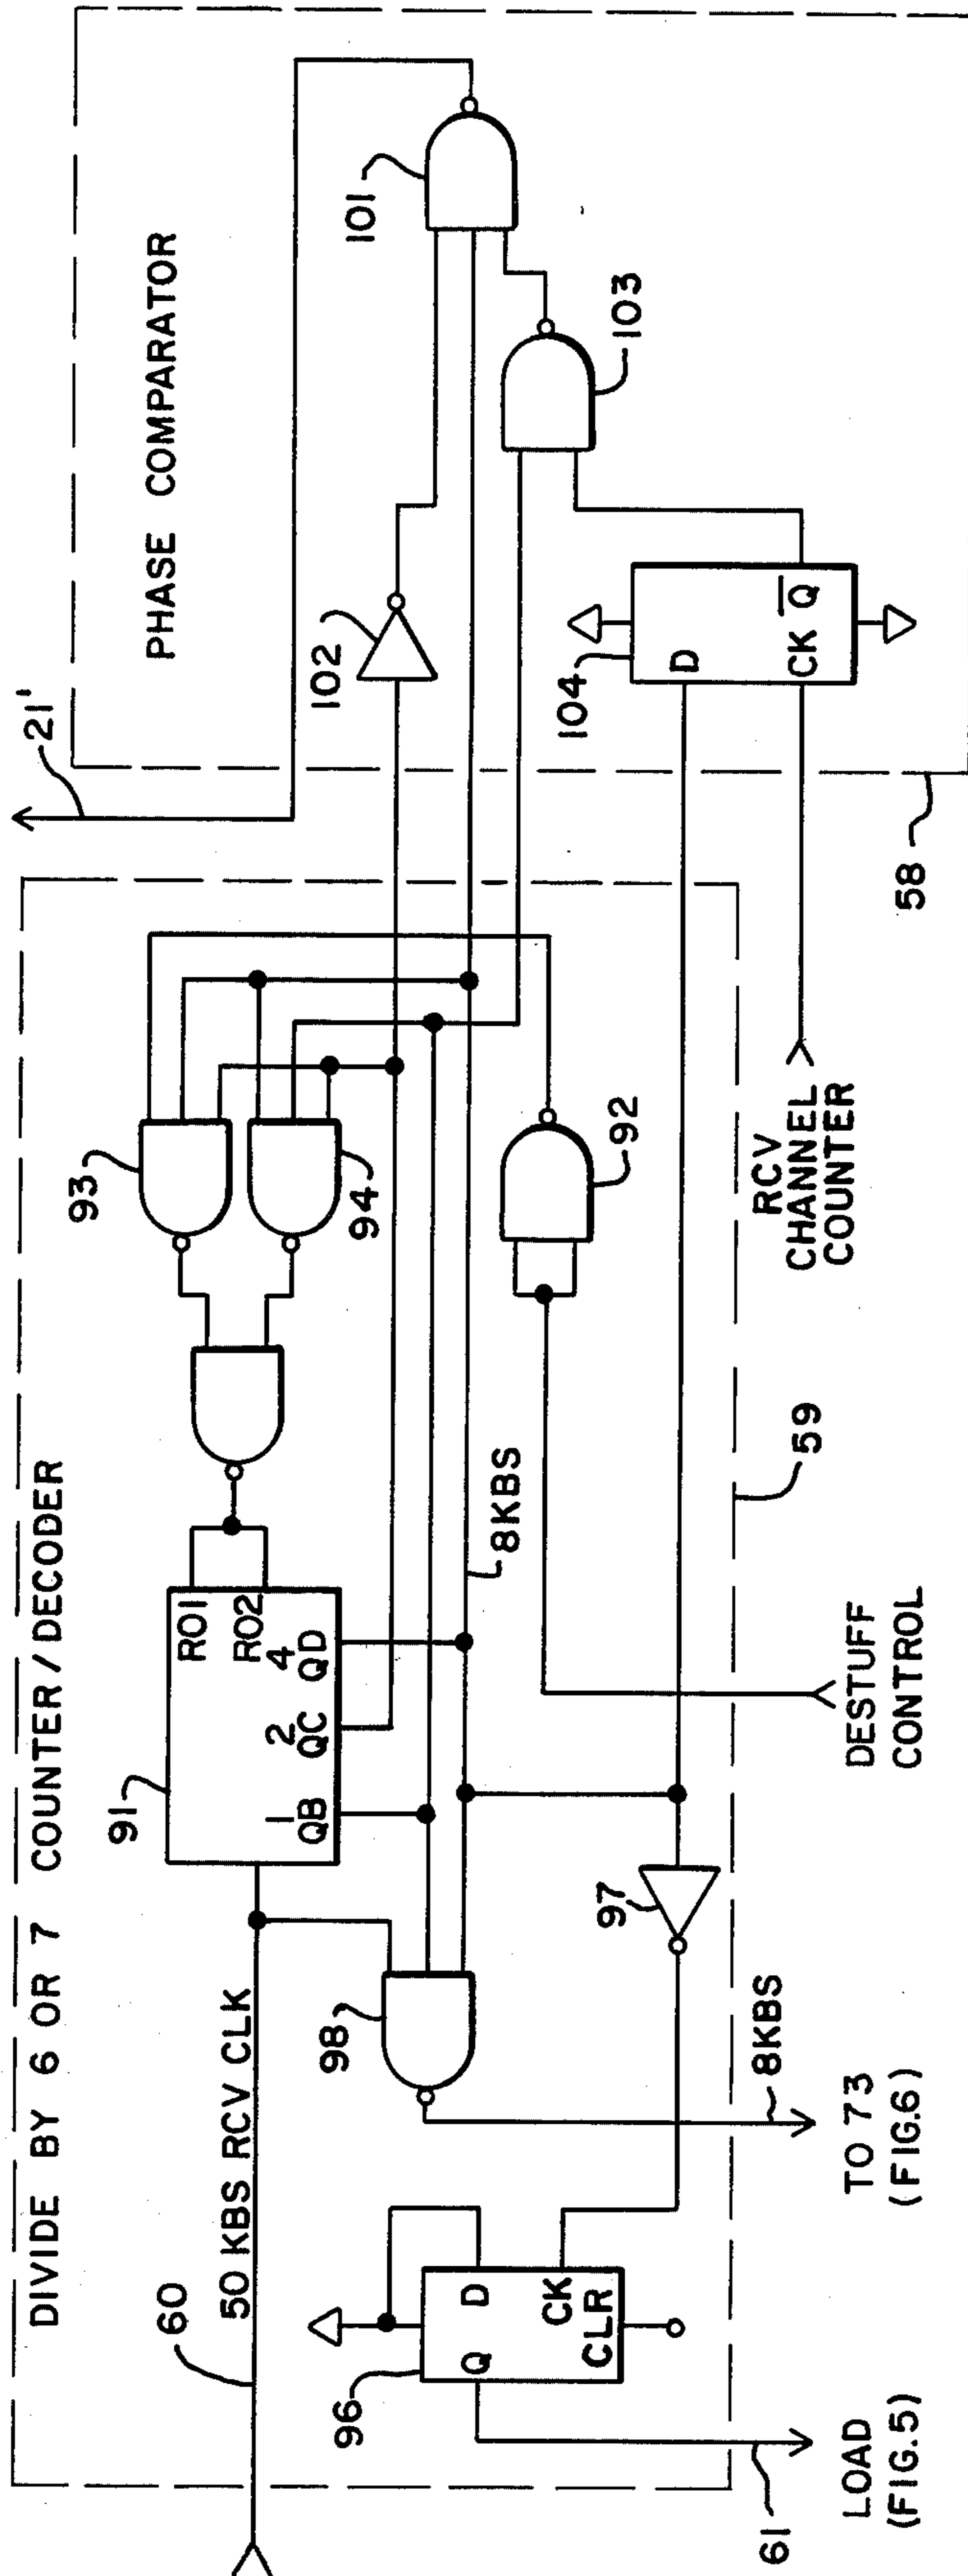 DIVIDE BY 6 OR 7 COUNTER/DECODER
PHASE COMPARATOR
21'
60
50 KBS RCV CLK
91
RO1
RO2
1
2
4
QB
QC
QD
93
94
101
102
103
98
8KBS
92
96
Q
D
CK
CLR
97
104
D
CK
Q̅
61
LOAD
(FIG.5)
8KBS
TO 73
(FIG.6)
DESTUFF
CONTROL
59
RCV
CHANNEL
COUNTER
58